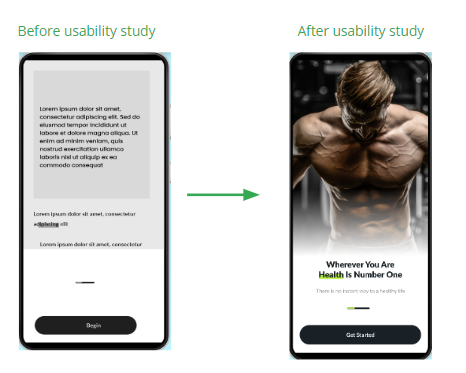 Before usability study
After usability study
Lorem ipsum dolor sit amet,
consectetur adipiscing elit. Sed do
eiusmod tempor incididunt ut
labore et dolore magna aliqua. Ut
enim ad minim veniam, quis
nostrud exercitation ullamco
laboris nisi ut aliquip ex ea
commodo consequat
Lorem ipsum dolor sit amet, consectetur
adipiscing elit
Lorem ipsum dolor sit amet, consectetur
Begin
Wherever You Are
Health Is Number One
There is no instant way to a healthy life
Get Started